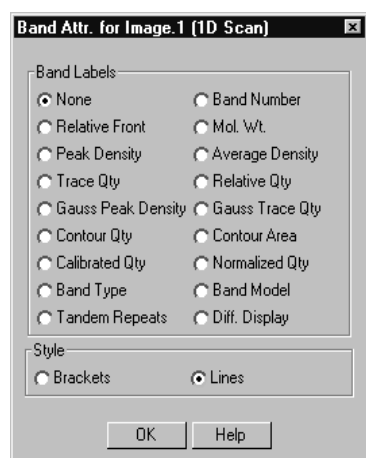 Band Attr. for Image.1 (1D Scan)
Band Labels
None Band Number
Relative Front Mol. Wt.
Peak Density Average Density
Trace Qty Relative Qty
Gauss Peak Density Gauss Trace Qty
Contour Qty Contour Area
Calibrated Qty Normalized Qty
Band Type Band Model
Tandem Repeats Diff. Display
Style
Brackets Lines
OK Help